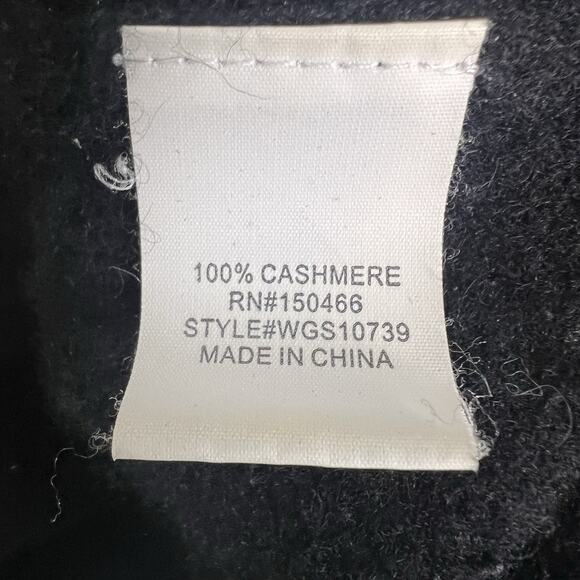 100% CASHMERE
RN#150466
STYLE#WGS10739
MADE IN CHINA